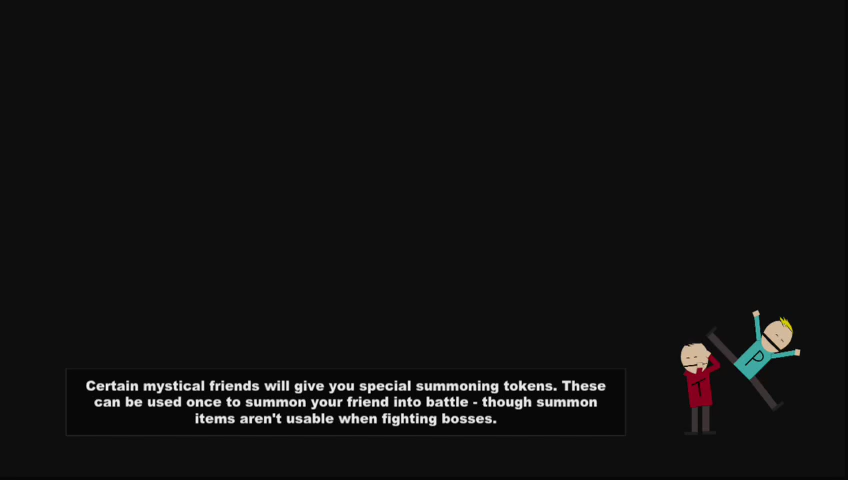 Certain mystical friends will give you special summoning tokens. These
can be used once to summon your friend into battle - though summon
items aren't usable when fighting bosses.
T
P